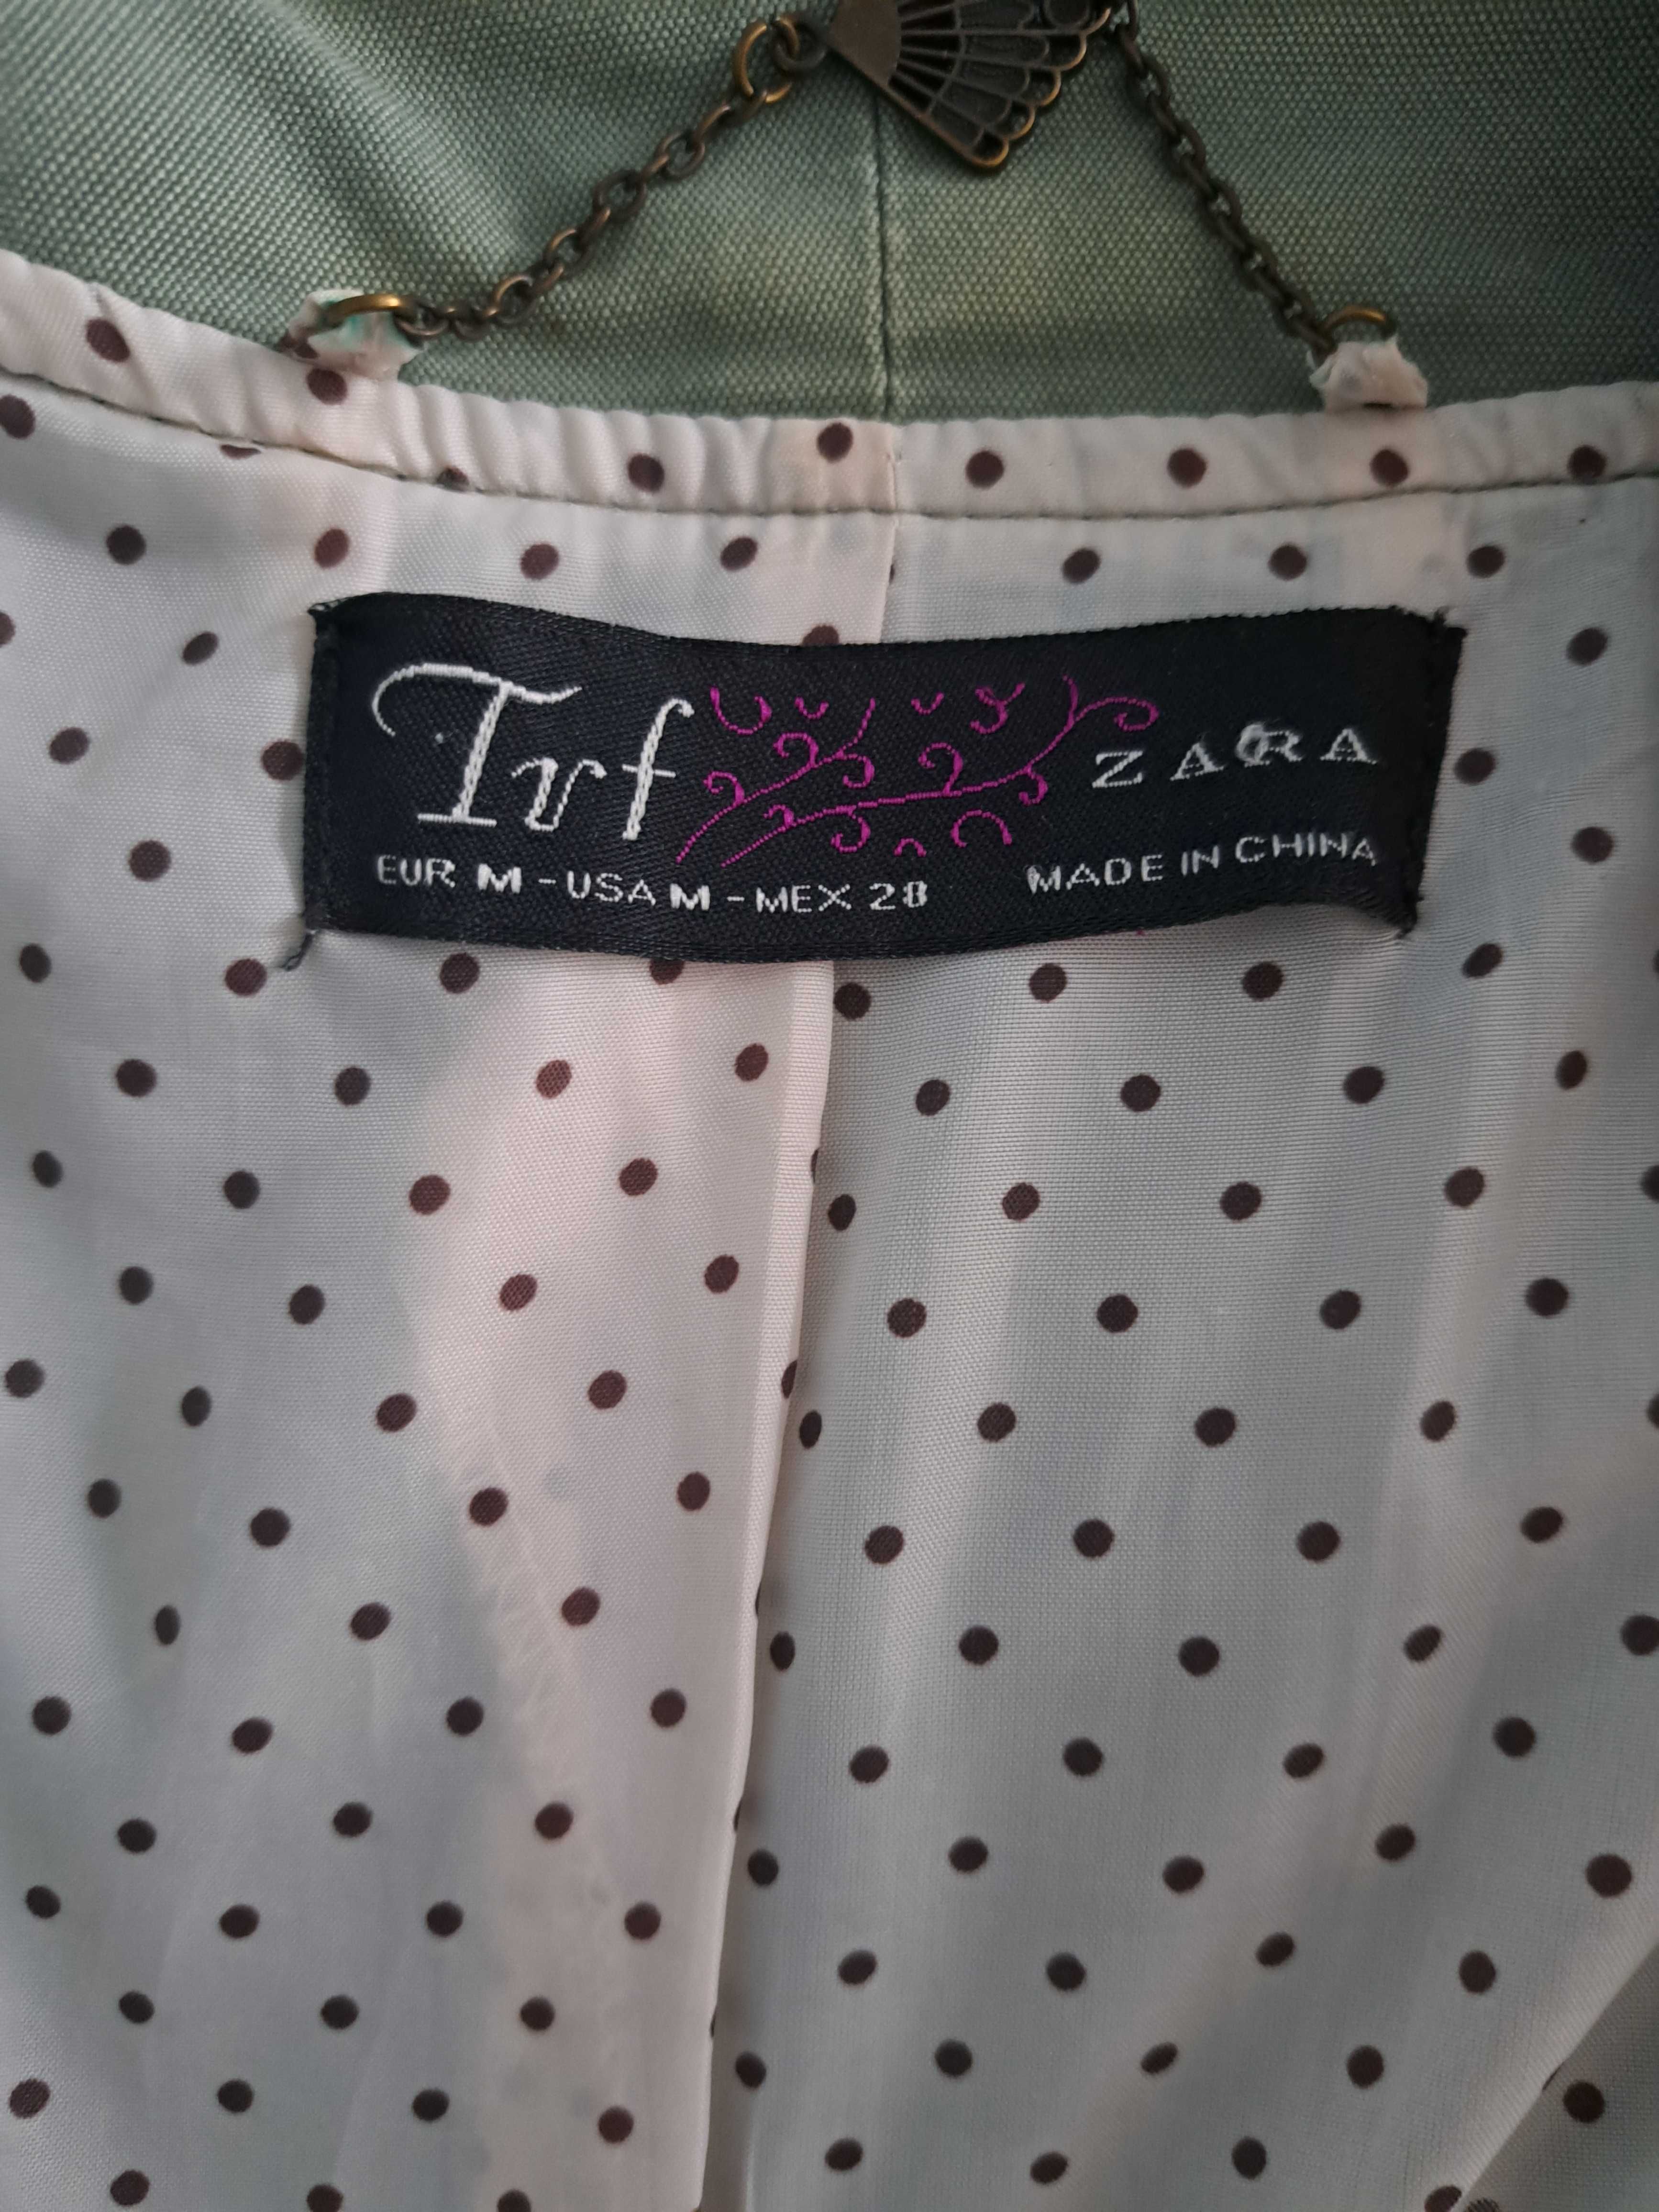 Trf ZARA
EUR M - USA M - MEX 28 MADE IN CHINA